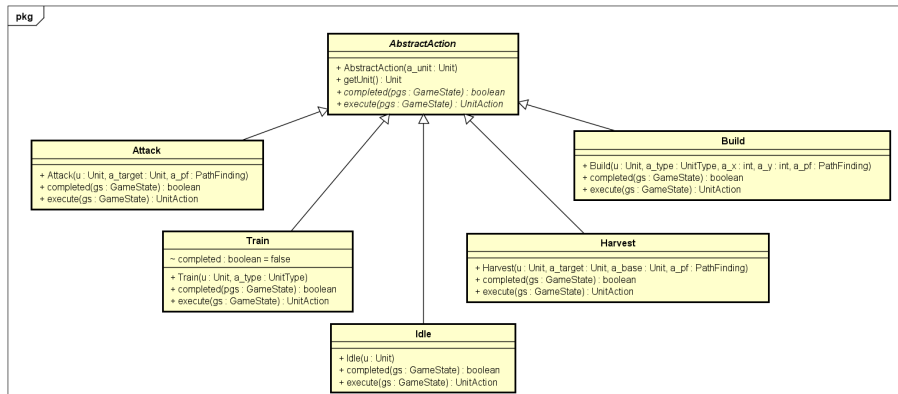 pkg
AbstractAction
+ AbstractAction(a_unit : Unit)
+ getUnit() : Unit
+ completed(pgs : GameState) : boolean
+ execute(pgs : GameState) : UnitAction
Attack
+ Attack(u : Unit, a_target : Unit, a_pf : PathFinding)
+ completed(gs : GameState) : boolean
+ execute(gs : GameState) : UnitAction
Build
+ Build(u : Unit, a_type : UnitType, a_x : int, a_y : int, a_pf : PathFinding)
+ completed(gs : GameState) : boolean
+ execute(gs : GameState) : UnitAction
Train
~ completed : boolean = false
+ Train(u : Unit, a_type : UnitType)
+ completed(pgs : GameState) : boolean
+ execute(gs : GameState) : UnitAction
Harvest
+ Harvest(u : Unit, a_target : Unit, a_base : Unit, a_pf : PathFinding)
+ completed(gs : GameState) : boolean
+ execute(gs : GameState) : UnitAction
Idle
+ Idle(u : Unit)
+ completed(gs : GameState) : boolean
+ execute(gs : GameState) : UnitAction